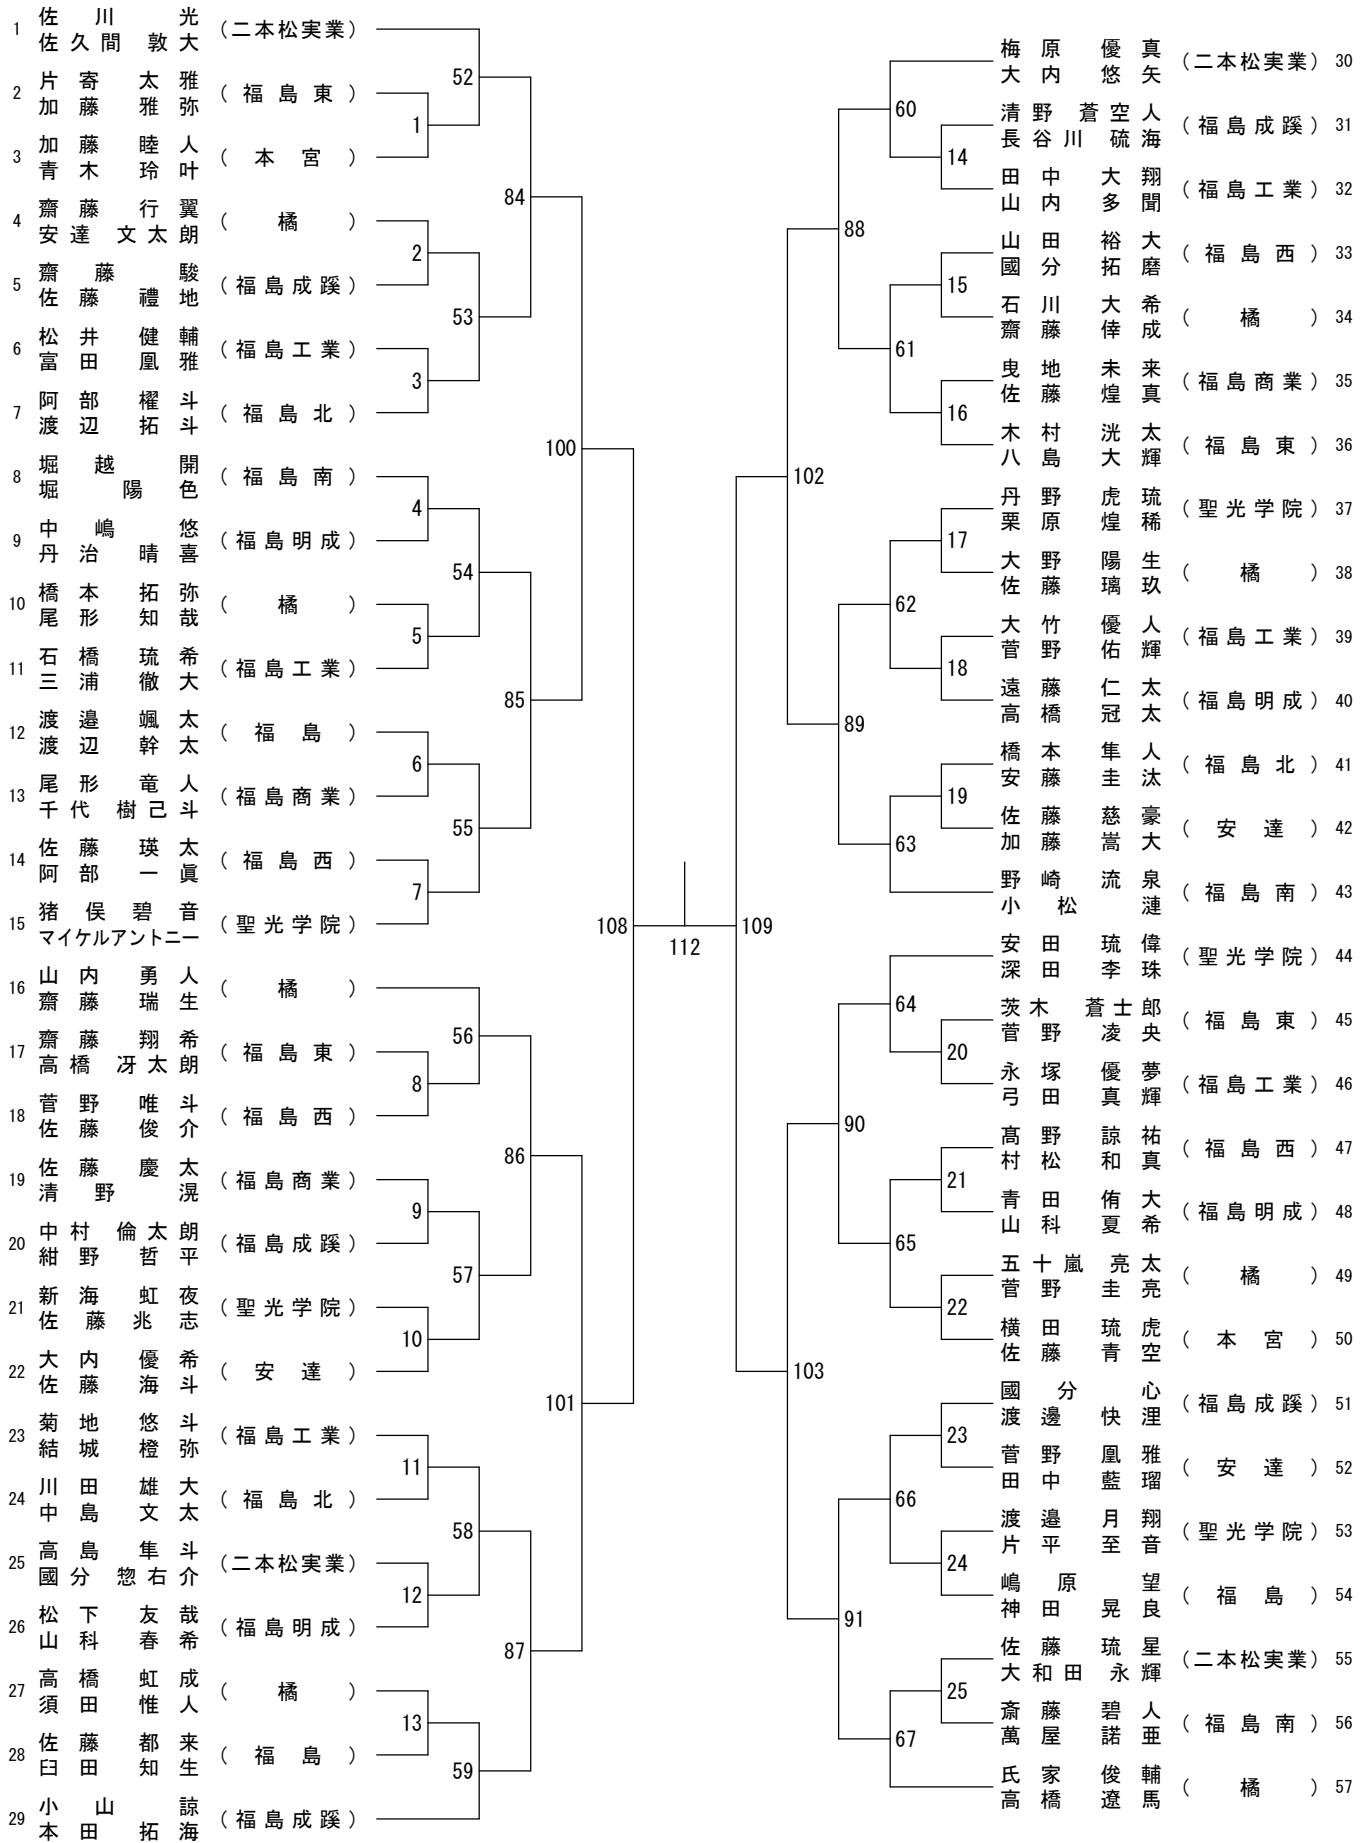 1 佐川 光 (二本松実業)
佐久間 敦大
2 片寄 太雅 (福島東)
加藤 雅弥
3 加藤 睦人 (本宮)
青木 玲叶
4 齋藤 行翼 (橘)
安達 文太朗
5 齋藤 駿 (福島成蹊)
佐藤 禮地
6 松井 健輔 (福島工業)
富田 凰雅
7 阿部 櫂斗 (福島北)
渡辺 拓斗
8 堀越 開 (福島南)
堀 陽色
9 中嶋 悠 (福島明成)
丹治 晴喜
10 橋本 拓弥 (橘)
尾形 知哉
11 石橋 琉希 (福島工業)
三浦 徹大
12 渡邉 颯太 (福島)
渡辺 幹太
13 尾形 竜人 (福島商業)
千代 樹己斗
14 佐藤 瑛太 (福島西)
阿部 一眞
15 猪俣 碧音 (聖光学院)
マイケルアントニー
16 山内 勇人 (橘)
齋藤 瑞生
17 齋藤 翔希 (福島東)
高橋 冴太朗
18 菅野 唯斗 (福島西)
佐藤 俊介
19 佐藤 慶太 (福島商業)
清野 滉
20 中村 倫太朗 (福島成蹊)
紺野 哲平
21 新海 虹夜 (聖光学院)
佐藤 兆志
22 大内 優希 (安達)
佐藤 海斗
23 菊地 悠斗 (福島工業)
結城 橙弥
24 川田 雄大 (福島北)
中島 文太
25 高島 隼斗 (二本松実業)
國分 惣右介
26 松下 友哉 (福島明成)
山科 春希
27 高橋 虹成 (橘)
須田 惟人
28 佐藤 都来 (福島)
臼田 知生
29 小山 諒 (福島成蹊)
本田 拓海
52
1
84
2
53
3
100
4
54
5
85
6
55
7
108
112
109
56
8
86
9
57
10
101
11
58
12
87
13
59
60
14
88
15
61
16
102
17
62
18
89
19
63
64
20
90
21
65
22
103
23
66
24
91
25
67
梅原 優真 (二本松実業) 30
大内 悠矢
清野 蒼空人 (福島成蹊) 31
長谷川 硫海
田中 大翔 (福島工業) 32
山内 多聞
山田 裕大 (福島西) 33
國分 拓磨
石川 大希 (橘) 34
齋藤 倖成
曳地 未来 (福島商業) 35
佐藤 煌真
木村 洸太 (福島東) 36
八島 大輝
丹野 虎琉 (聖光学院) 37
栗原 煌稀
大野 陽生 (橘) 38
佐藤 璃玖
大竹 優人 (福島工業) 39
菅野 佑輝
遠藤 仁太 (福島明成) 40
高橋 冠太
橋本 隼人 (福島北) 41
安藤 圭汰
佐藤 慈豪 (安達) 42
加藤 嵩大
野崎 流泉 (福島南) 43
小松 漣
安田 琉偉 (聖光学院) 44
深田 李珠
茨木 蒼士郎 (福島東) 45
菅野 凌央
永塚 優夢 (福島工業) 46
弓田 真輝
髙野 諒祐 (福島西) 47
村松 和真
青田 侑大 (福島明成) 48
山科 夏希
五十嵐 亮太 (橘) 49
菅野 圭亮
横田 琉虎 (本宮) 50
佐藤 青空
國分 心 (福島成蹊) 51
渡邊 快浬
菅野 凰雅 (安達) 52
田中 藍瑠
渡邉 月翔 (聖光学院) 53
片平 至音
嶋原 望 (福島) 54
神田 晃良
佐藤 琉星 (二本松実業) 55
大和田 永輝
斎藤 碧人 (福島南) 56
萬屋 諾亜
氏家 俊輔 (橘) 57
高橋 遼馬